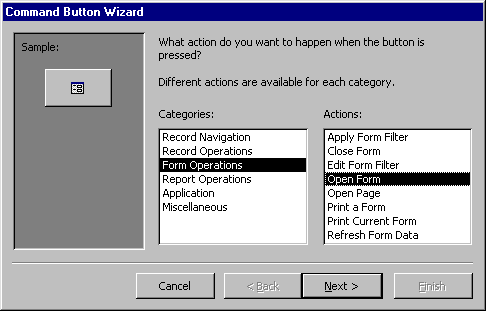 Command Button Wizard
Sample:
What action do you want to happen when the button is
pressed?
Different actions are available for each category.
Categories:
Record Navigation
Record Operations
Form Operations
Report Operations
Application
Miscellaneous
Actions:
Apply Form Filter
Close Form
Edit Form Filter
Open Form
Open Page
Print a Form
Print Current Form
Refresh Form Data
Cancel
< Back
Next >
Finish